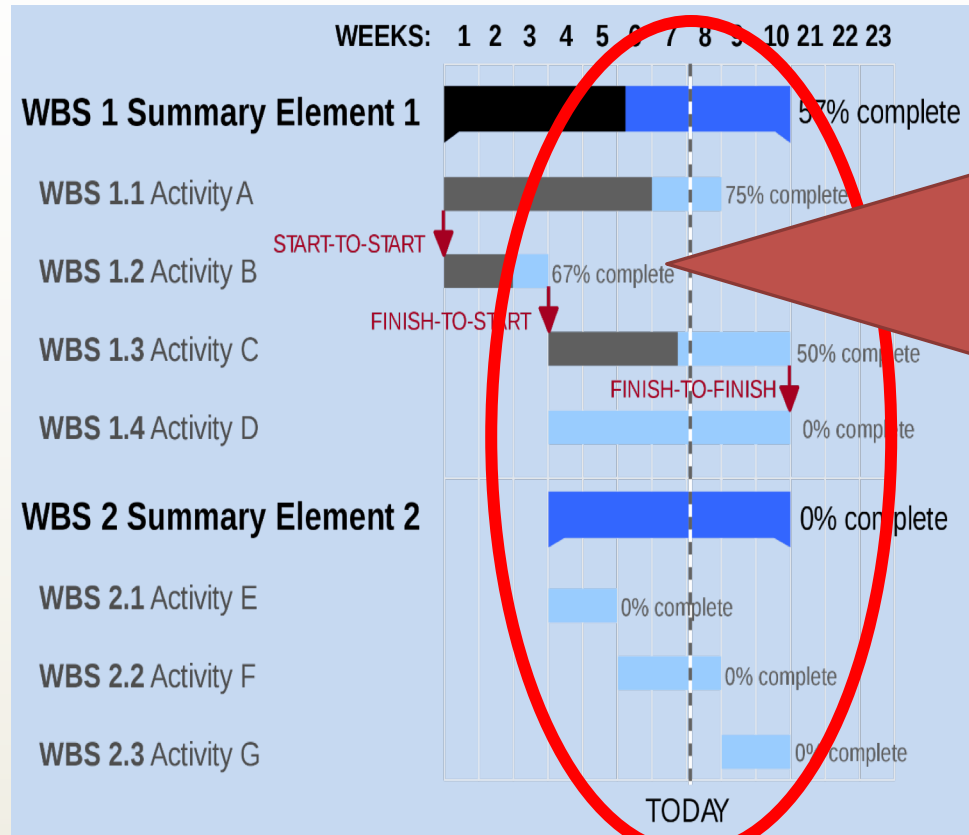 WEEKS: 1 2 3 4 5 6 7 8 9 10 21 22 23
WBS 1 Summary Element 1 57% complete
WBS 1.1 Activity A 75% complete
START-TO-START
WBS 1.2 Activity B 67% complete
FINISH-TO-START
WBS 1.3 Activity C 50% complete
FINISH-TO-FINISH
WBS 1.4 Activity D 0% complete
WBS 2 Summary Element 2 0% complete
WBS 2.1 Activity E 0% complete
WBS 2.2 Activity F 0% complete
WBS 2.3 Activity G 0% complete
TODAY